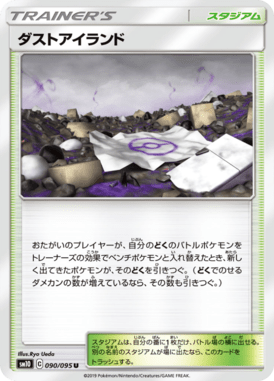 TRAINER'S
スタジアム
ダストアイランド
おたがいのプレイヤーが、自分のどくのバトルポケモンを
トレーナーズの効果でベンチポケモンと入れ替えたとき、新し
く出てきたポケモンが、そのどくを引きつぐ。（どくでのせる
ダメカンの数が増えているなら、その数も引きつぐ。）
Illus.Ryo Ueda
sm10 C 090/095 U
スタジアムは、自分の番に1枚だけ、バトル場の横に出せる。
別の名前のスタジアムが場に出たなら、このカードを
トラッシュする。
©2019 Pokémon/Nintendo/Creatures/GAME FREAK.